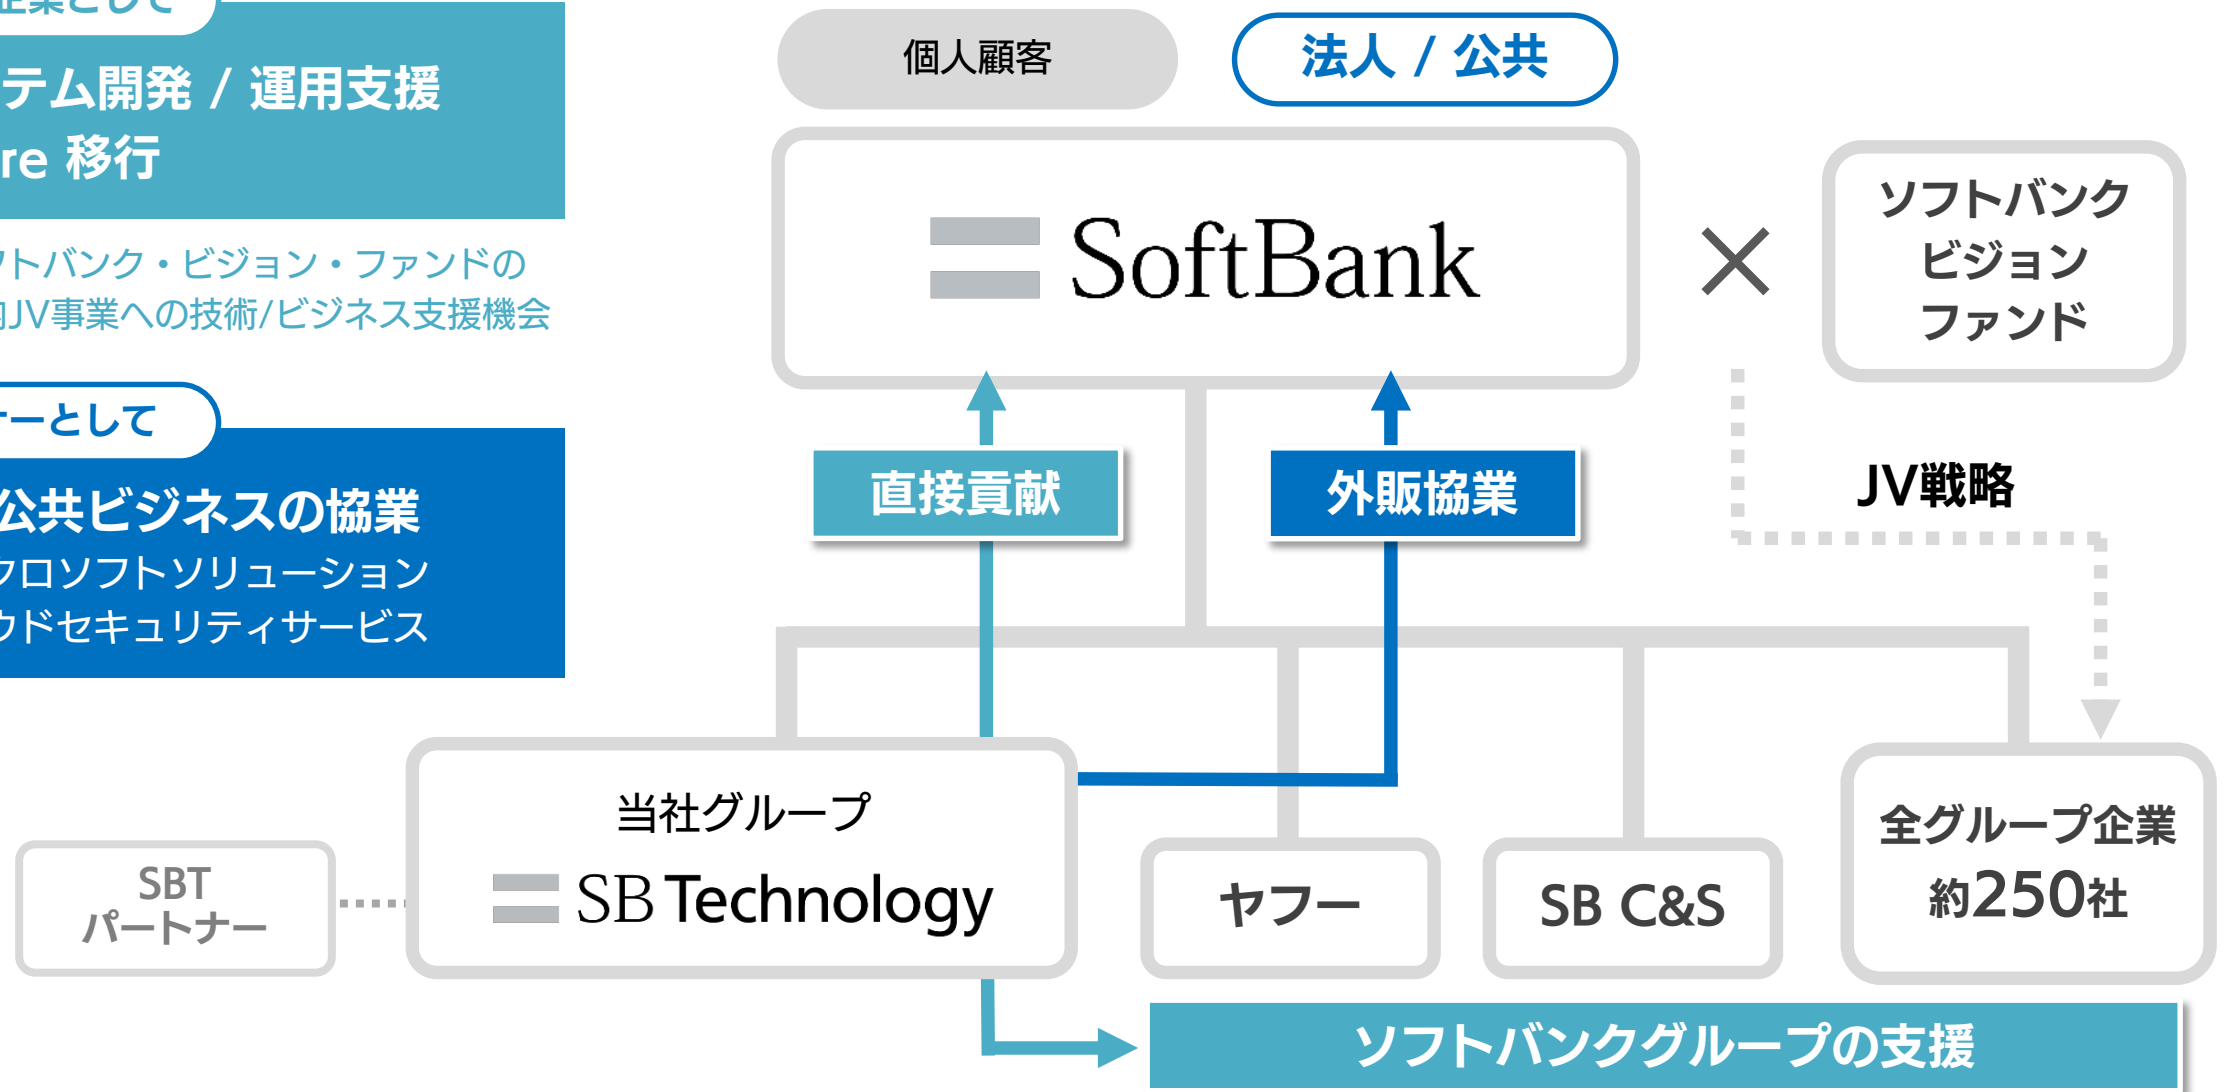 企業として
テム開発 / 運用支援
re 移行
フトバンク・ビジョン・ファンドの
JV事業への技術/ビジネス支援機会
ナーとして
公共ビジネスの協業
クロソフトソリューション
ウドセキュリティサービス
個人顧客
法人 / 公共
SoftBank
×
ソフトバンク
ビジョン
ファンド
直接貢献
外販協業
JV戦略
当社グループ
SB Technology
SBT
パートナー
ヤフー
SB C&S
全グループ企業
約250社
ソフトバンクグループの支援